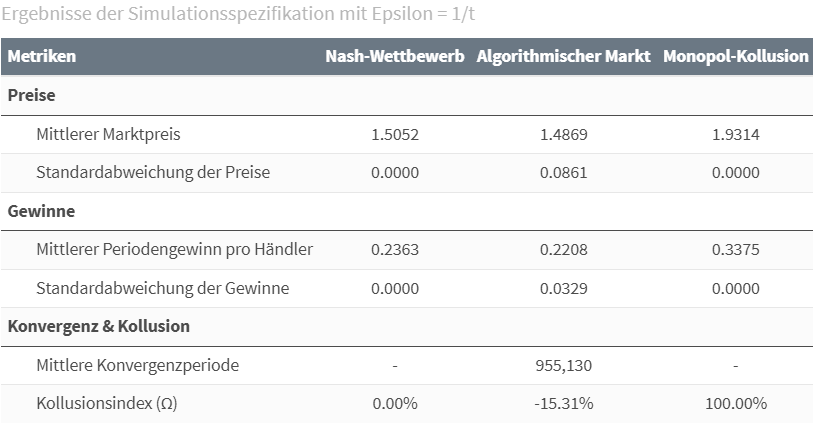 Ergebnisse der Simulationsspezifikation mit Epsilon = 1/t
Metriken Nash-Wettbewerb Algorithmischer Markt Monopol-Kollusion
Preise
Mittlerer Marktpreis 1.5052 1.4869 1.9314
Standardabweichung der Preise 0.0000 0.0861 0.0000
Gewinne
Mittlerer Periodengewinn pro Händler 0.2363 0.2208 0.3375
Standardabweichung der Gewinne 0.0000 0.0329 0.0000
Konvergenz & Kollusion
Mittlere Konvergenzperiode - 955,130 -
Kollusionsindex (Ω) 0.00% -15.31% 100.00%